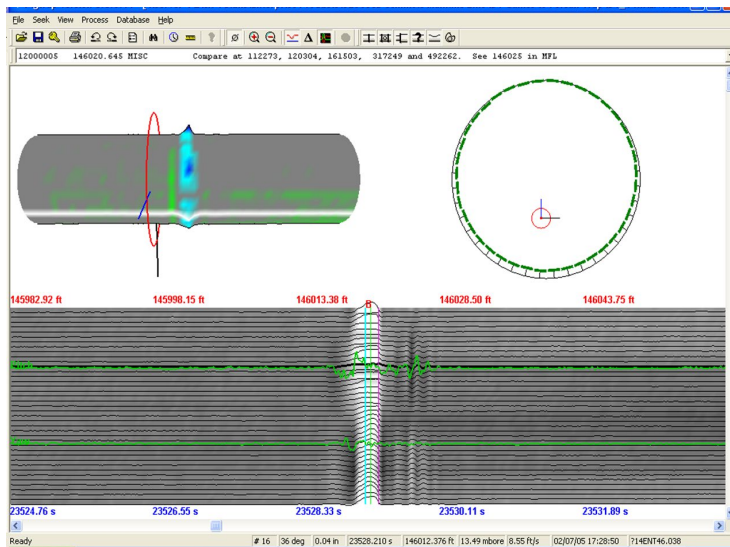 File Seek View Process Database Help
12000005 146020.645 MISC Compare at 112273, 120304, 161503, 317249 and 492262. See 146025 in MFL
145982.92 ft 145998.15 ft 146013.38 ft 146028.50 ft 146043.75 ft
23524.76 s 23526.55 s 23528.33 s 23530.11 s 23531.89 s
Ready # 16 36 deg 0.04 in 23528.210 s 146012.376 ft 13.49 mbore 8.55 ft/s 02/07/05 17:28:50 ?14ENT46.038